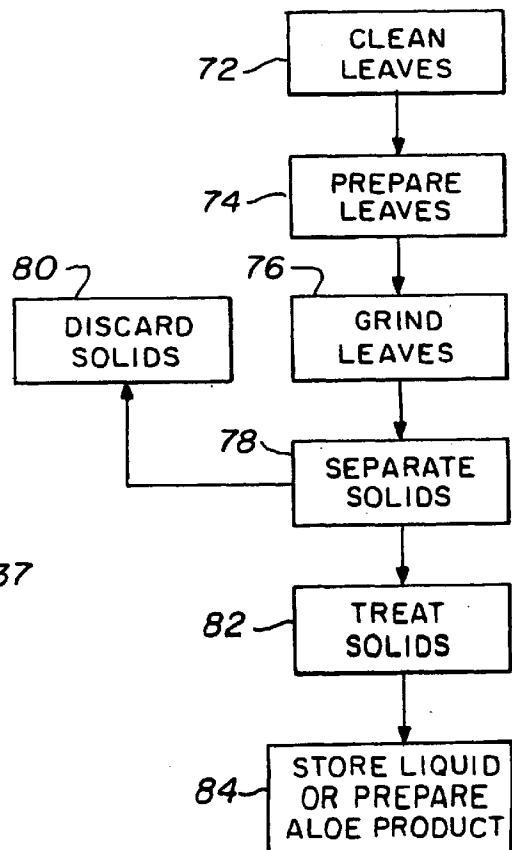 72
CLEAN
LEAVES
74
PREPARE
LEAVES
80
76
DISCARD
SOLIDS
GRIND
LEAVES
78
SEPARATE
SOLIDS
37
82
TREAT
SOLIDS
84
STORE LIQUID
OR PREPARE
ALOE PRODUCT